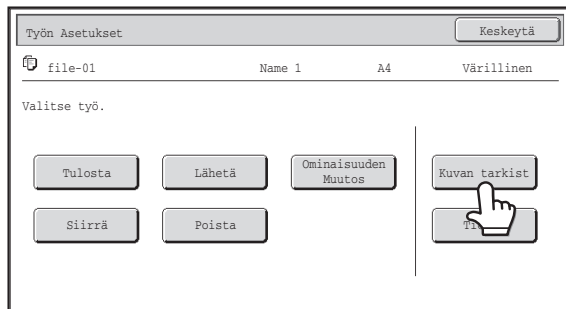 Työn Asetukset Keskeytä
file-01 Name 1 A4 Värillinen
Valitse työ.
Tulosta Lähetä Ominaisuuden Muutos Kuvan tarkist
Siirrä Poista